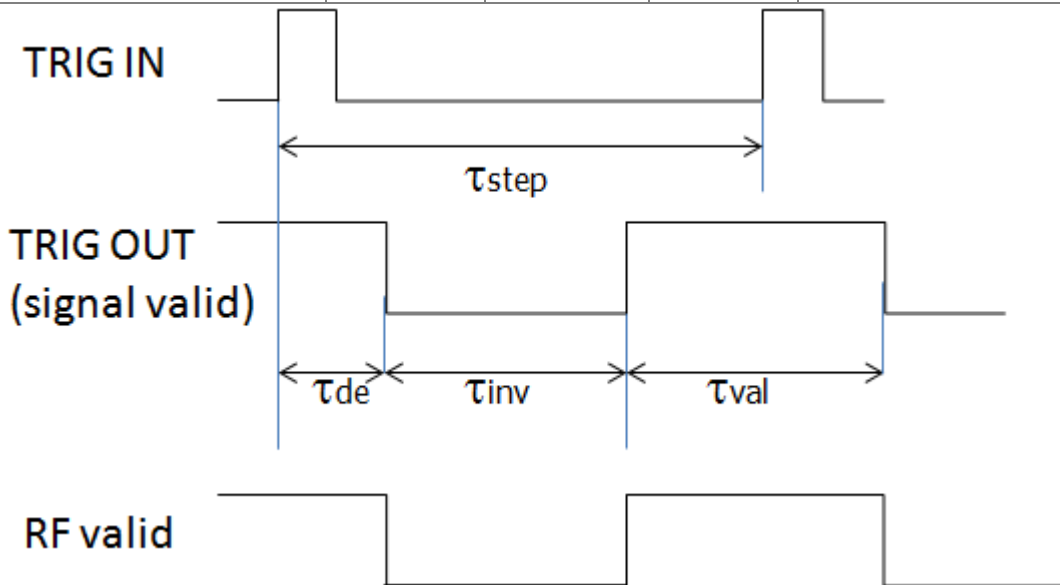 TRIG IN
τstep
TRIG OUT
(signal valid)
τde
τinv
τval
RF valid